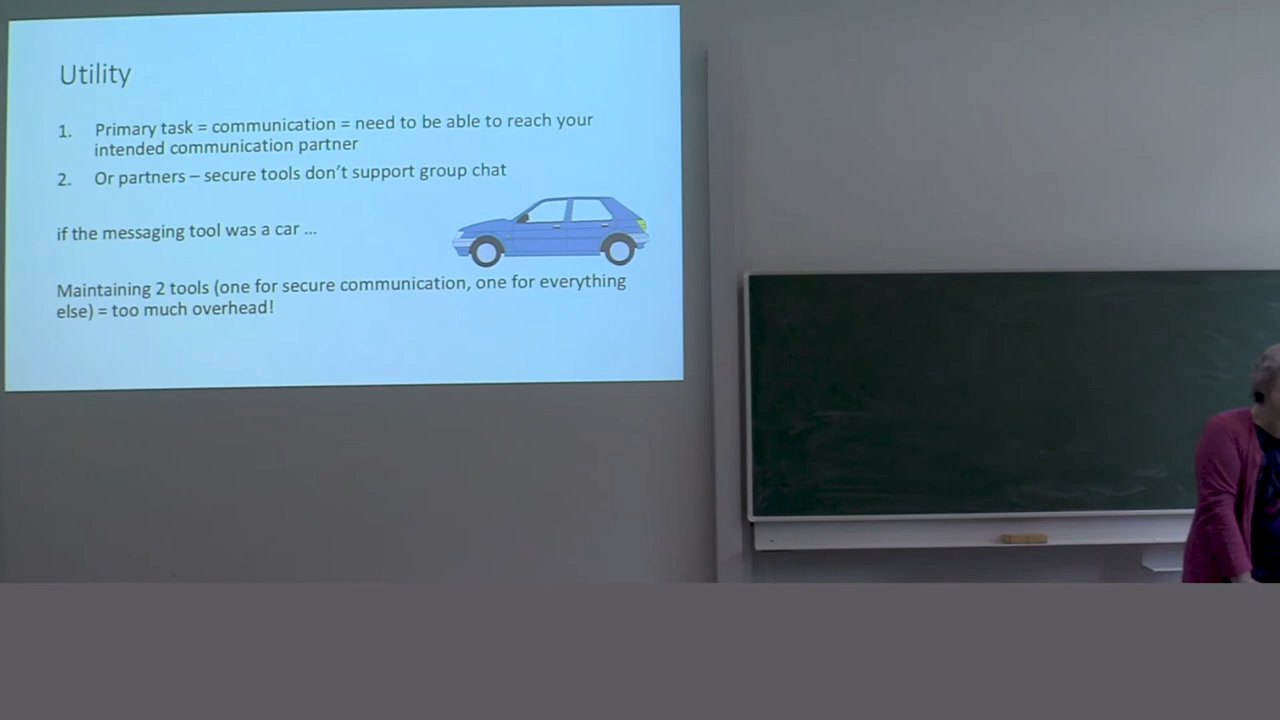 Utility
1. Primary task = communication = need to be able to reach your
intended communication partner
2. Or partners – secure tools don't support group chat
if the messaging tool was a car ...
Maintaining 2 tools (one for secure communication, one for everything
else) = too much overhead!